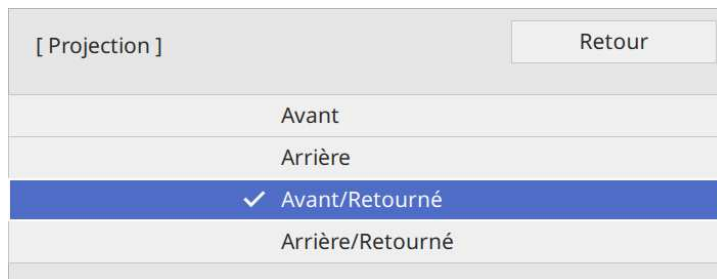 [ Projection ]
Retour
Avant
Arrière
Avant/Retourné
Arrière/Retourné